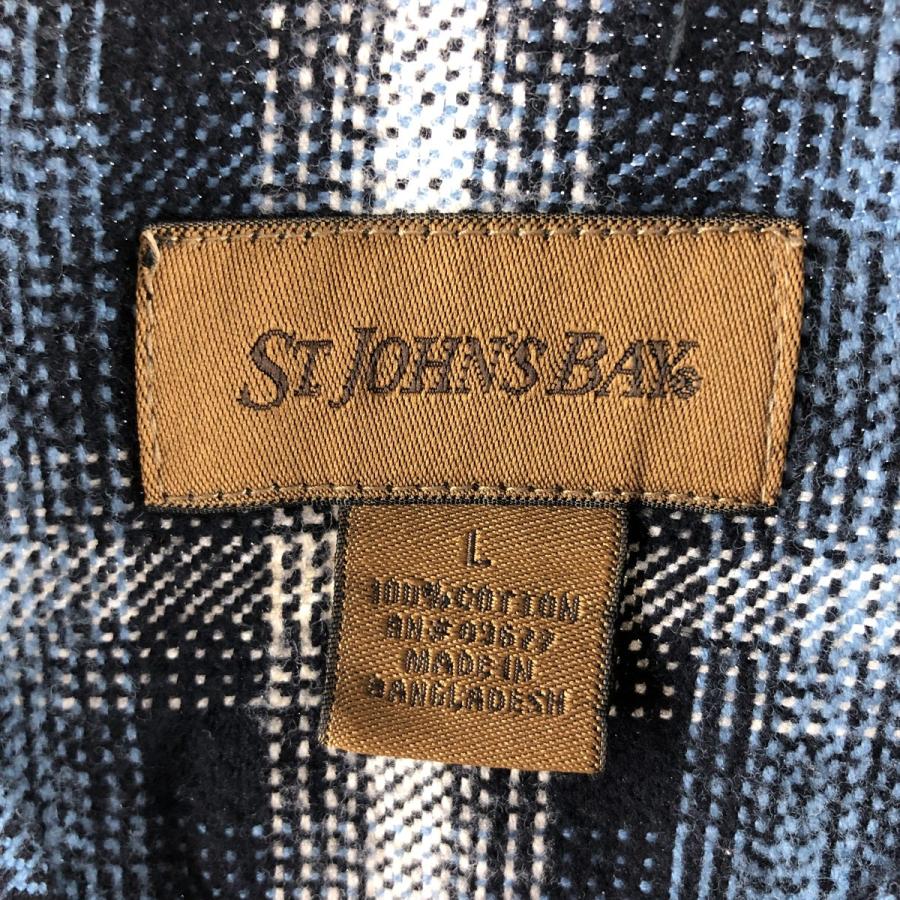 ST JOHN'S BAY®
L
100% COTTON
RN# 93677
MADE IN
BANGLADESH